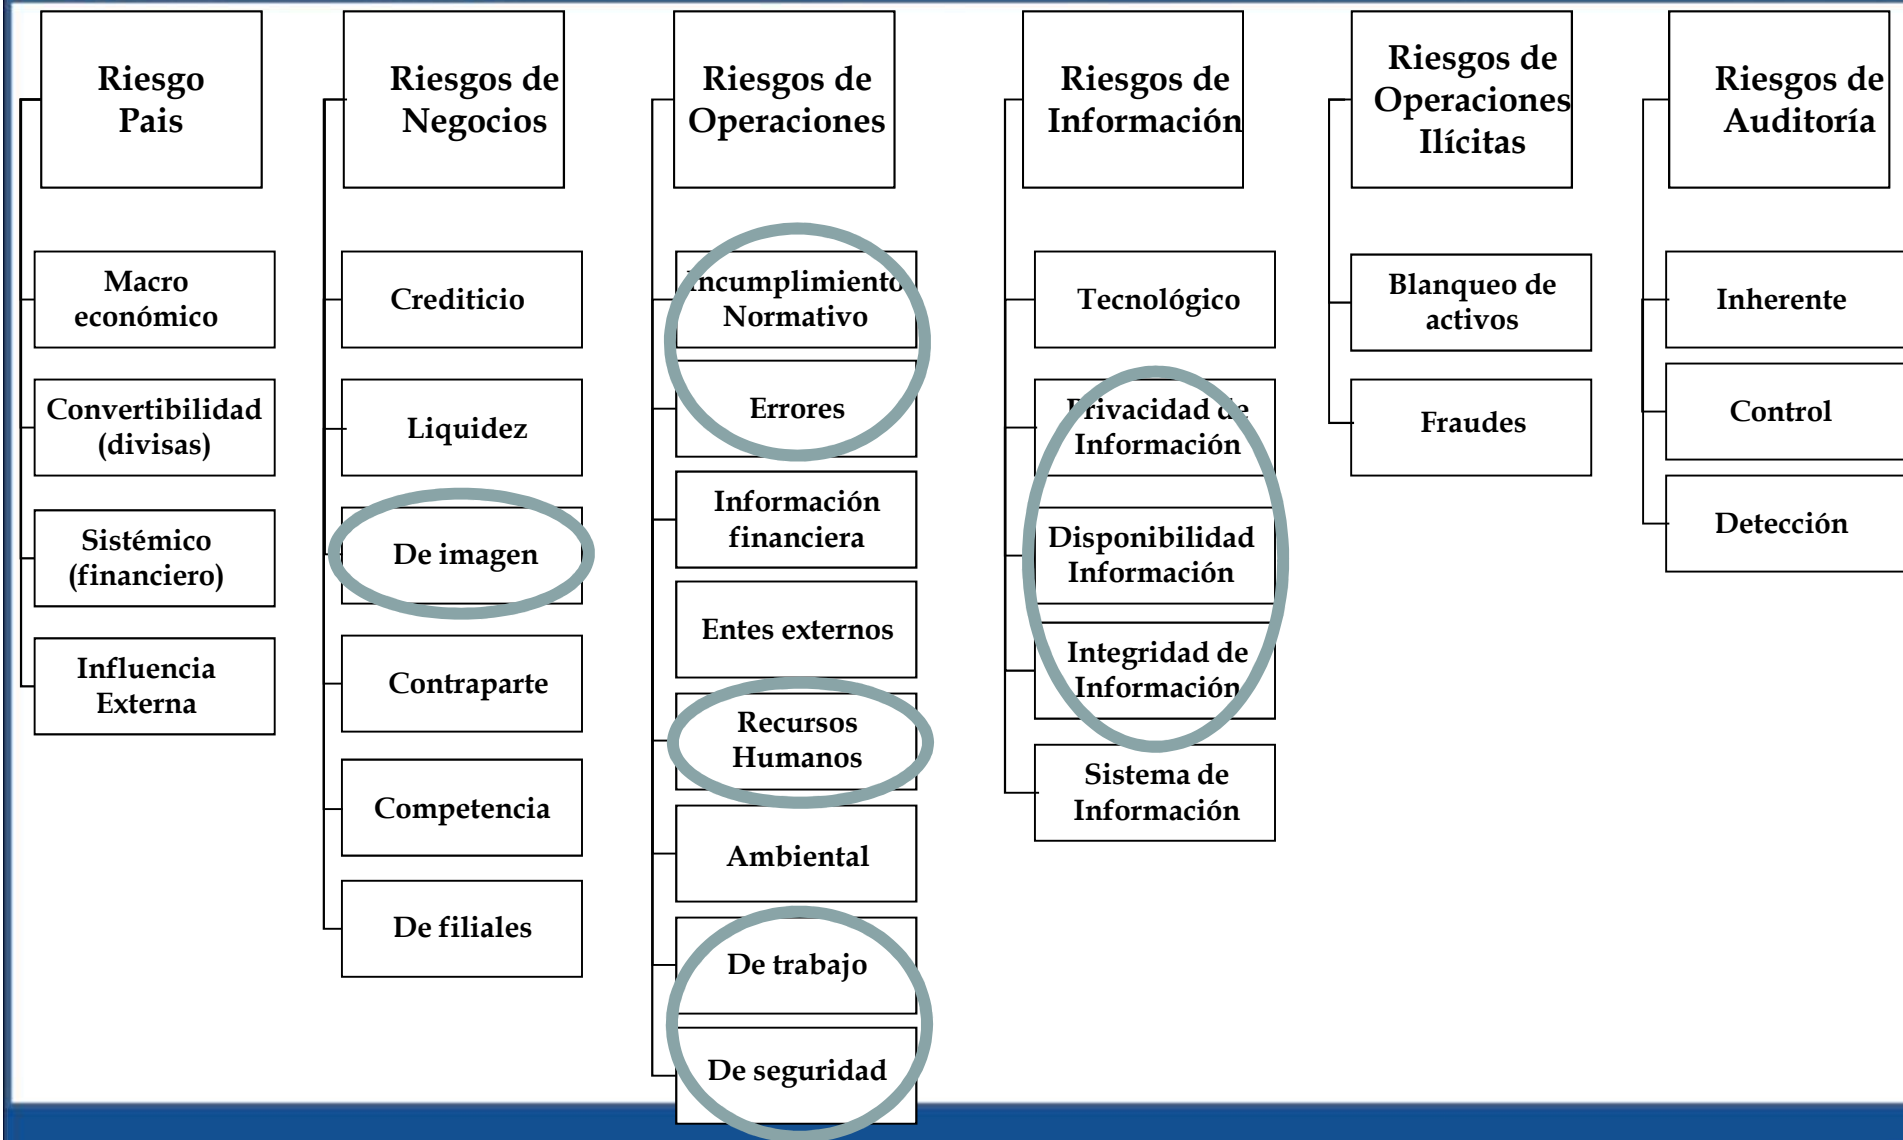 Riesgo
Pais
Macro
económico
Convertibilidad
(divisas)
Sistémico
(financiero)
Influencia
Externa
Riesgos de
Negocios
Crediticio
Liquidez
De imagen
Contraparte
Competencia
De filiales
Riesgos de
Operaciones
Incumplimiento
Normativo
Errores
Información
financiera
Entes externos
Recursos
Humanos
Ambiental
De trabajo
De seguridad
Riesgos de
Información
Tecnológico
Privacidad de
Información
Disponibilidad
Información
Integridad de
Información
Sistema de
Información
Riesgos de
Operaciones
Ilícitas
Blanqueo de
activos
Fraudes
Riesgos de
Auditoría
Inherente
Control
Detección